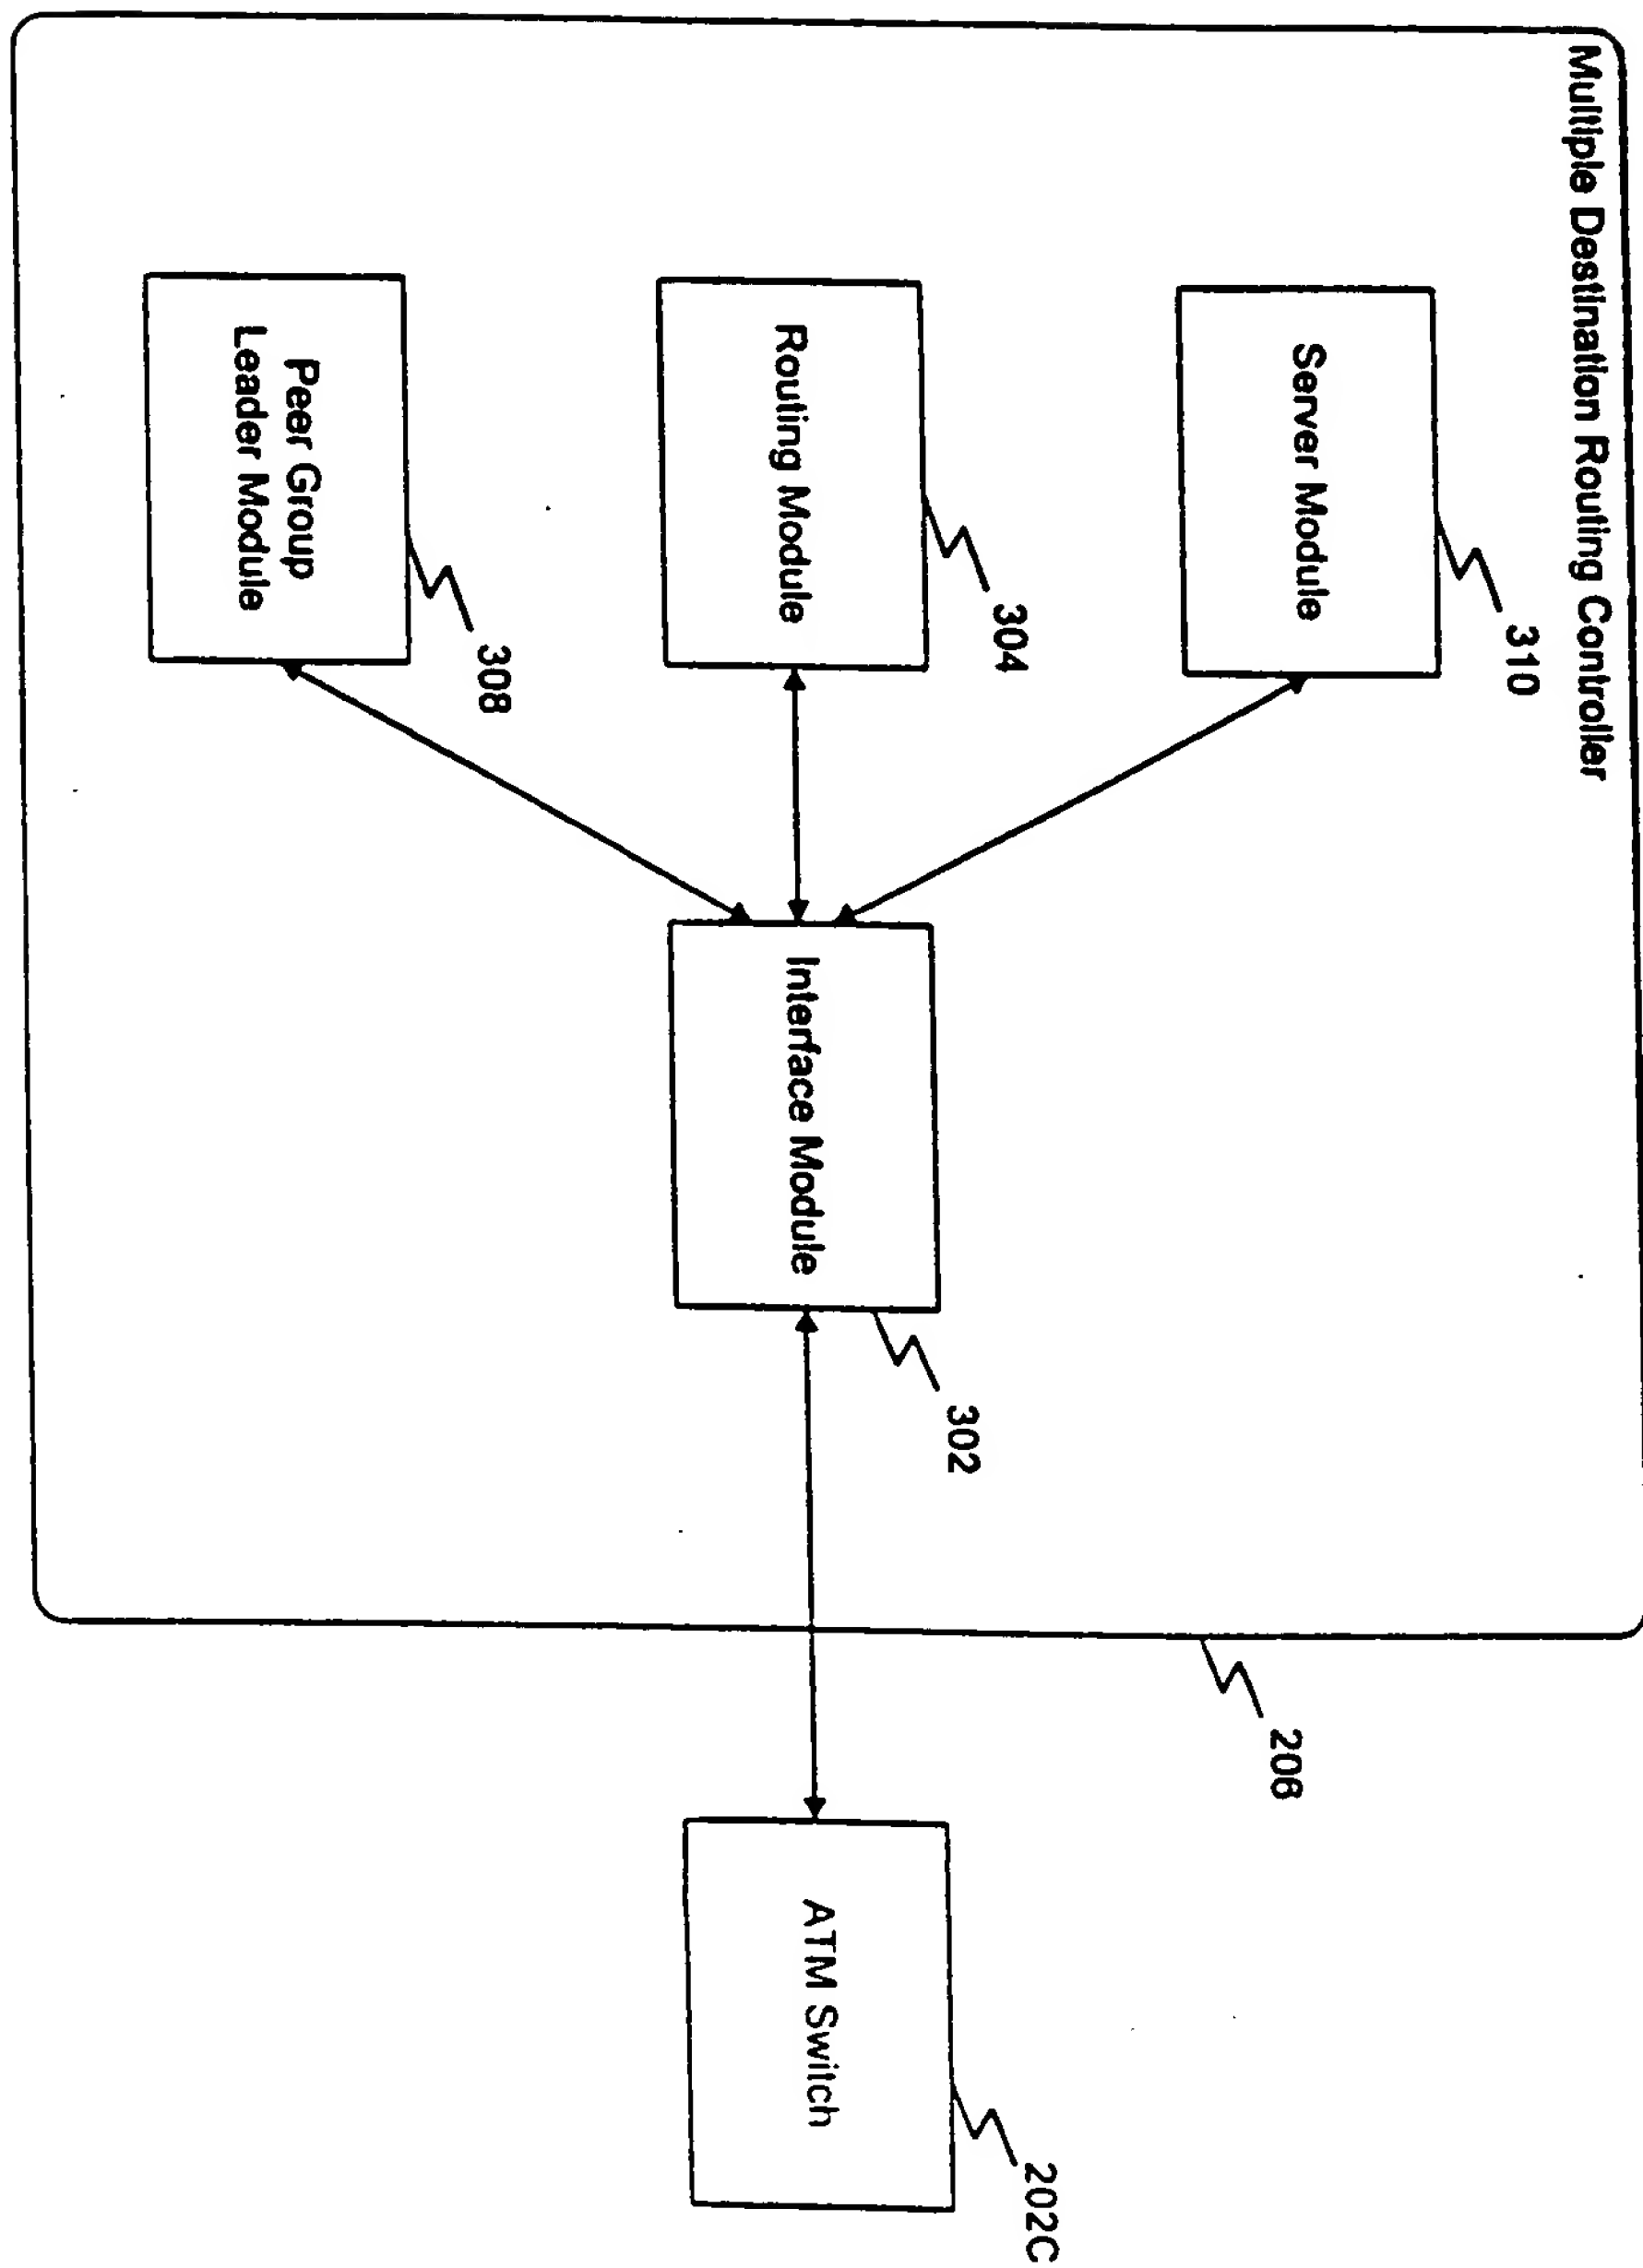 Multiple Destination Routing Controller
310
Server Module
304
Routing Module
308
Peer Group
Leader Module
302
Interface Module
206
202C
ATM Switch